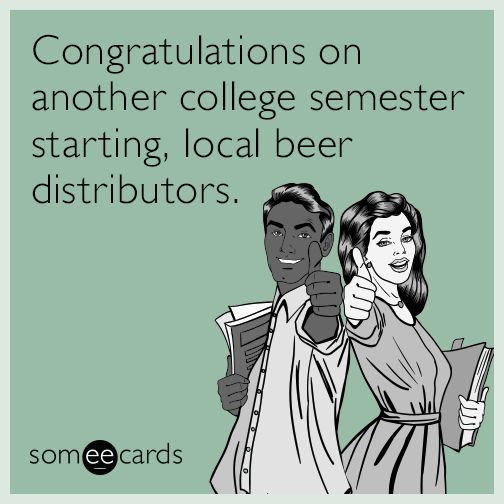 Congratulations on
another college semester
starting, local beer
distributors.
someecards